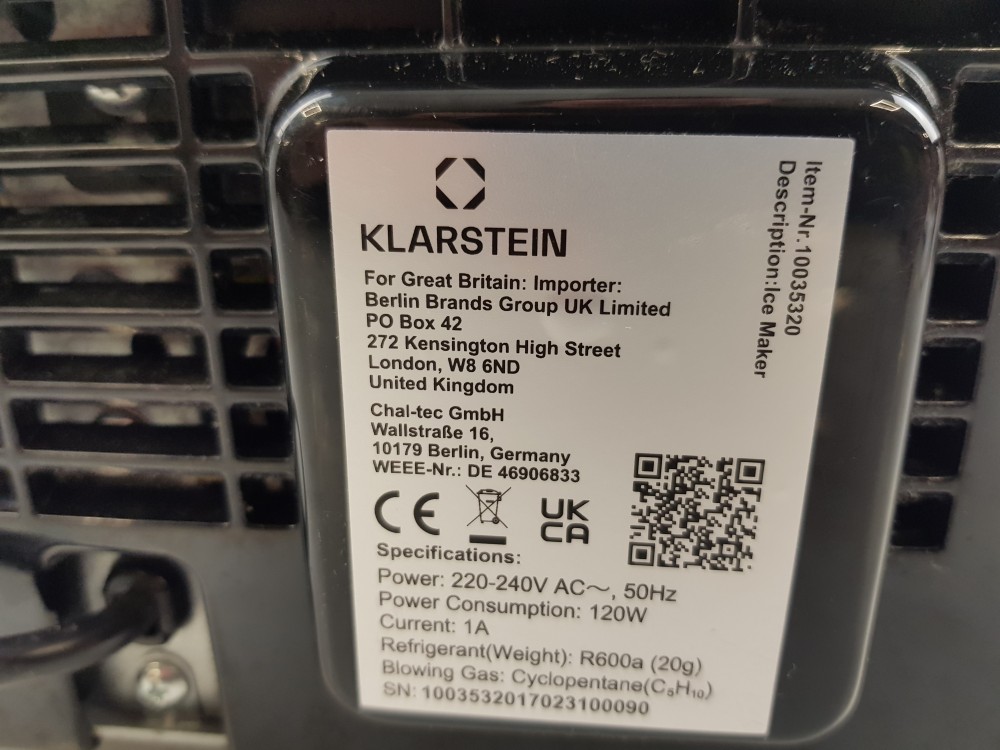 KLARSTEIN
For Great Britain: Importer:
Berlin Brands Group UK Limited
PO Box 42
272 Kensington High Street
London, W8 6ND
United Kingdom
Chal-tec GmbH
Wallstraße 16,
10179 Berlin, Germany
WEEE-Nr.: DE 46906833
CE
UK
CA
Specifications:
Power: 220-240V AC～, 50Hz
Power Consumption: 120W
Current: 1A
Refrigerant(Weight): R600a (20g)
Blowing Gas: Cyclopentane(C₅H₁₀)
SN: 1003532017023100090
Item-Nr.10035320
Description:Ice Maker